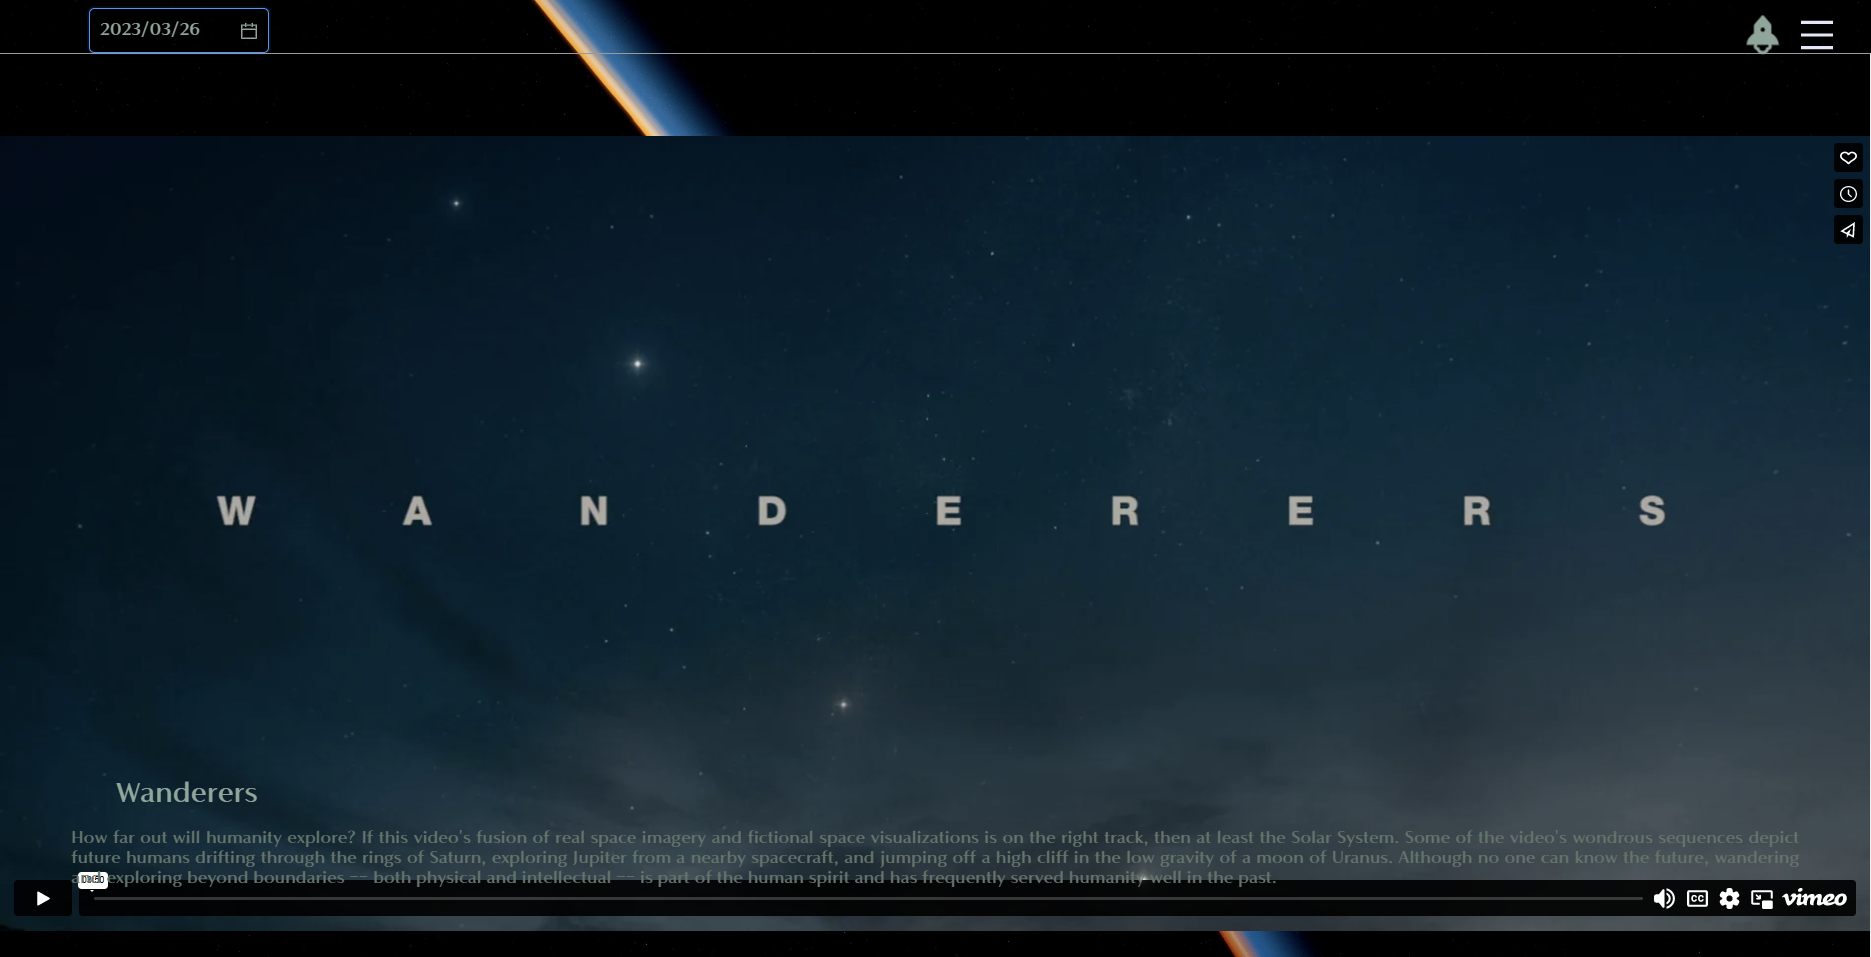 2023/03/26
W A N D E R E R S
Wanderers
How far out will humanity explore? If this video's fusion of real space imagery and fictional space visualizations is on the right track, then at least the Solar System. Some of the video's wondrous sequences depict
future humans drifting through the rings of Saturn, exploring Jupiter from a nearby spacecraft, and jumping off a high cliff in the low gravity of a moon of Uranus. Although no one can know the future, wandering
and exploring beyond boundaries -- both physical and intellectual -- is part of the human spirit and has frequently served humanity well in the past.
CC
vimeo